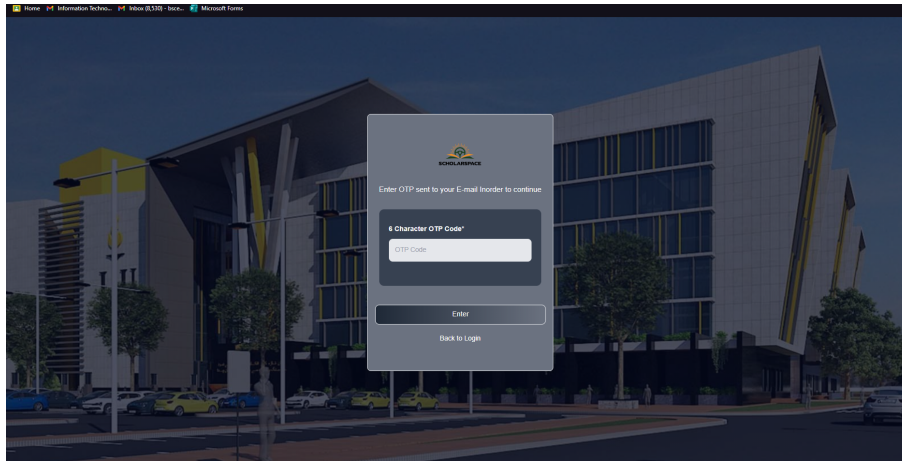 Home Information Techno... Inbox (8,530) - bsce... Microsoft Forms
SCHOLARSPACE
Enter OTP sent to your E-mail Inorder to continue
6 Character OTP Code*
OTP Code
Enter
Back to Login